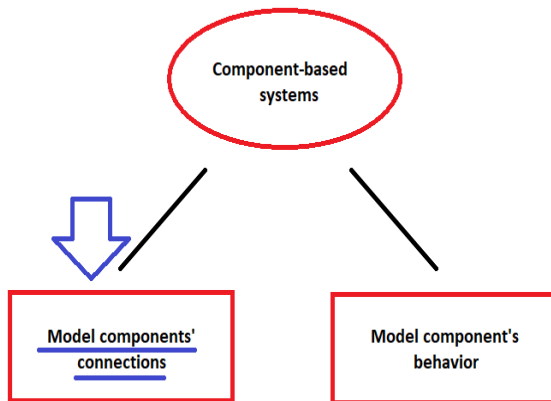 Component-based
systems
Model components'
connections
Model component's
behavior